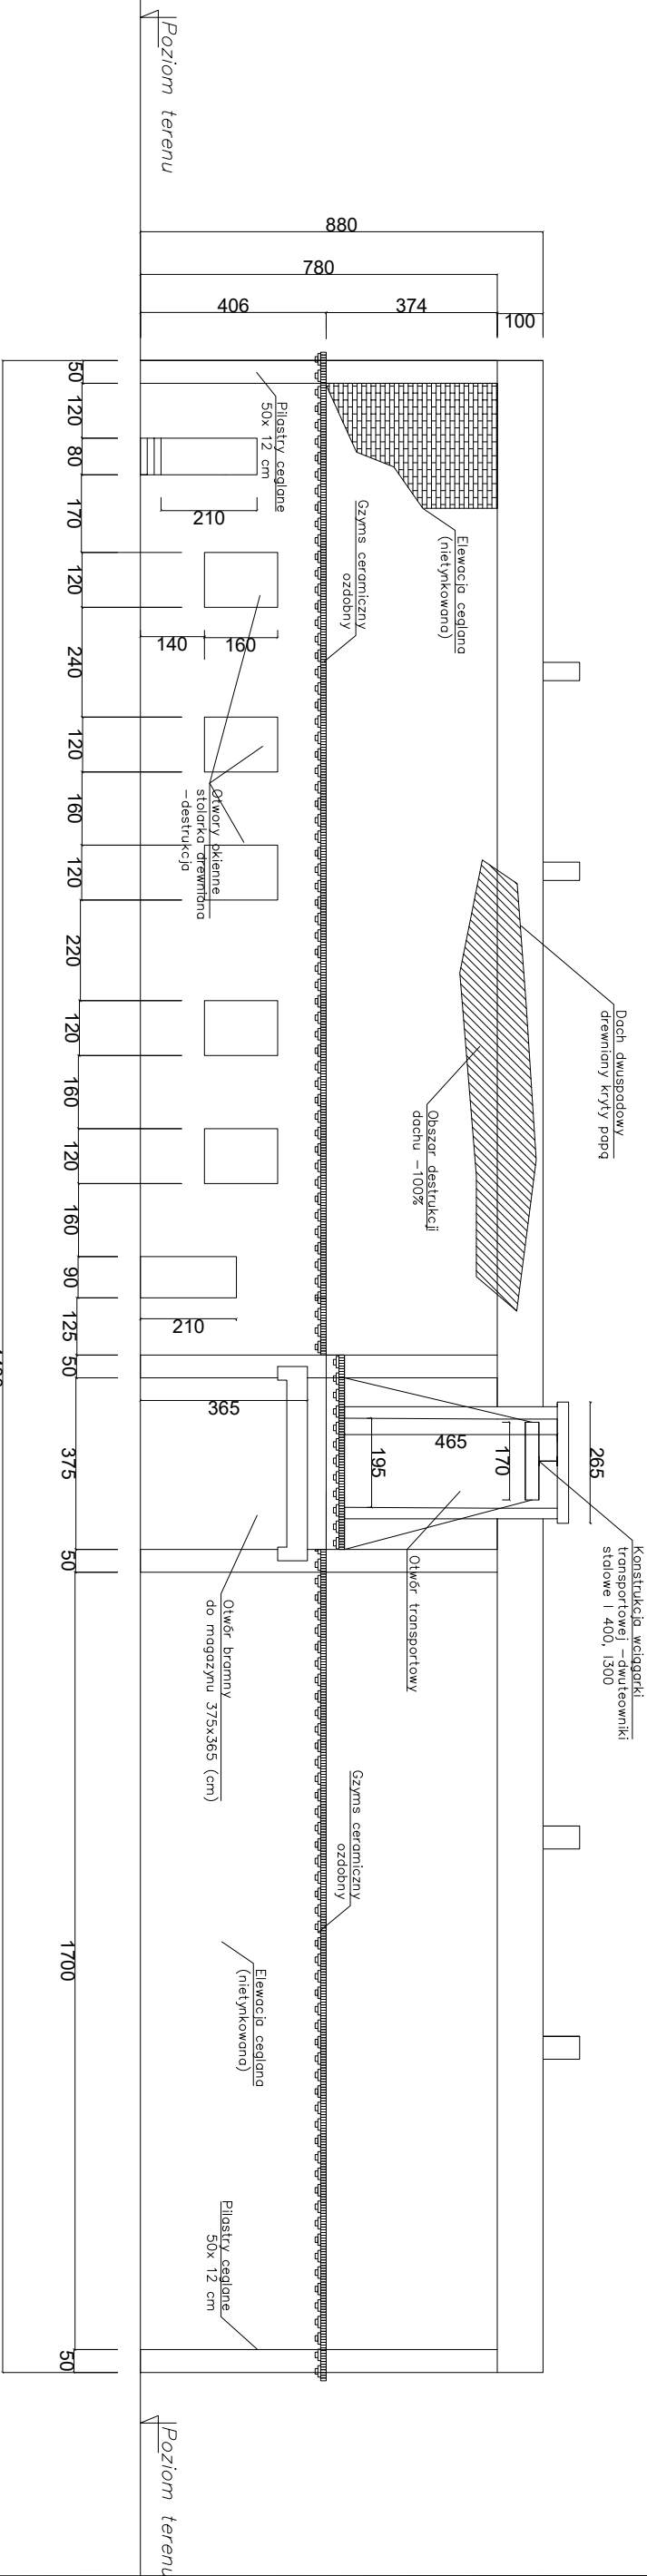 Poziom terenu
880
780
406
374
100
50
120
80
170
120
240
120
160
120
220
120
160
120
160
90
125
50
375
50
1700
50
210
140
160
210
365
465
195
170
265
Pilastry ceglane
50x 12 cm
Elewacja ceglana
(nietynkowana)
Gzyms ceramiczny
ozdobny
Otwory okienne
stolarka drewniana
-destrukcja
Dach dwuspadowy
drewniany kryty papą
Obszar destrukcji
dachu -100%
Konstrukcja wciągarki
transportowej -dwuteowniki
stalowe I 400, I300
Otwór transportowy
Otwór bramny
do magazynu 375x365 (cm)
Gzyms ceramiczny
ozdobny
Elewacja ceglana
(nietynkowana)
Pilastry ceglane
50x 12 cm
Poziom terenu